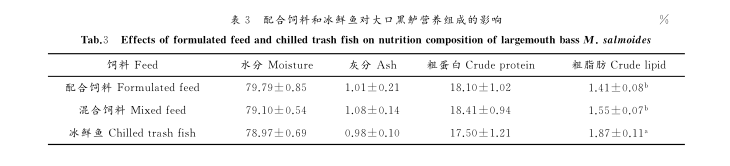 表 3 配合饲料和冰鲜鱼对大口黑鲈营养组成的影响 %
Tab.3 Effects of formulated feed and chilled trash fish on nutrition composition of largemouth bass M. salmoides
饲料 Feed 水分 Moisture 灰分 Ash 粗蛋白 Crude protein 粗脂肪 Crude lipid
配合饲料 Formulated feed 79.79±0.85 1.01±0.21 18.10±1.02 1.41±0.08ᵇ
混合饲料 Mixed feed 79.10±0.54 1.08±0.14 18.41±0.94 1.55±0.07ᵇ
冰鲜鱼 Chilled trash fish 78.97±0.69 0.98±0.10 17.50±1.21 1.87±0.11ᵃ